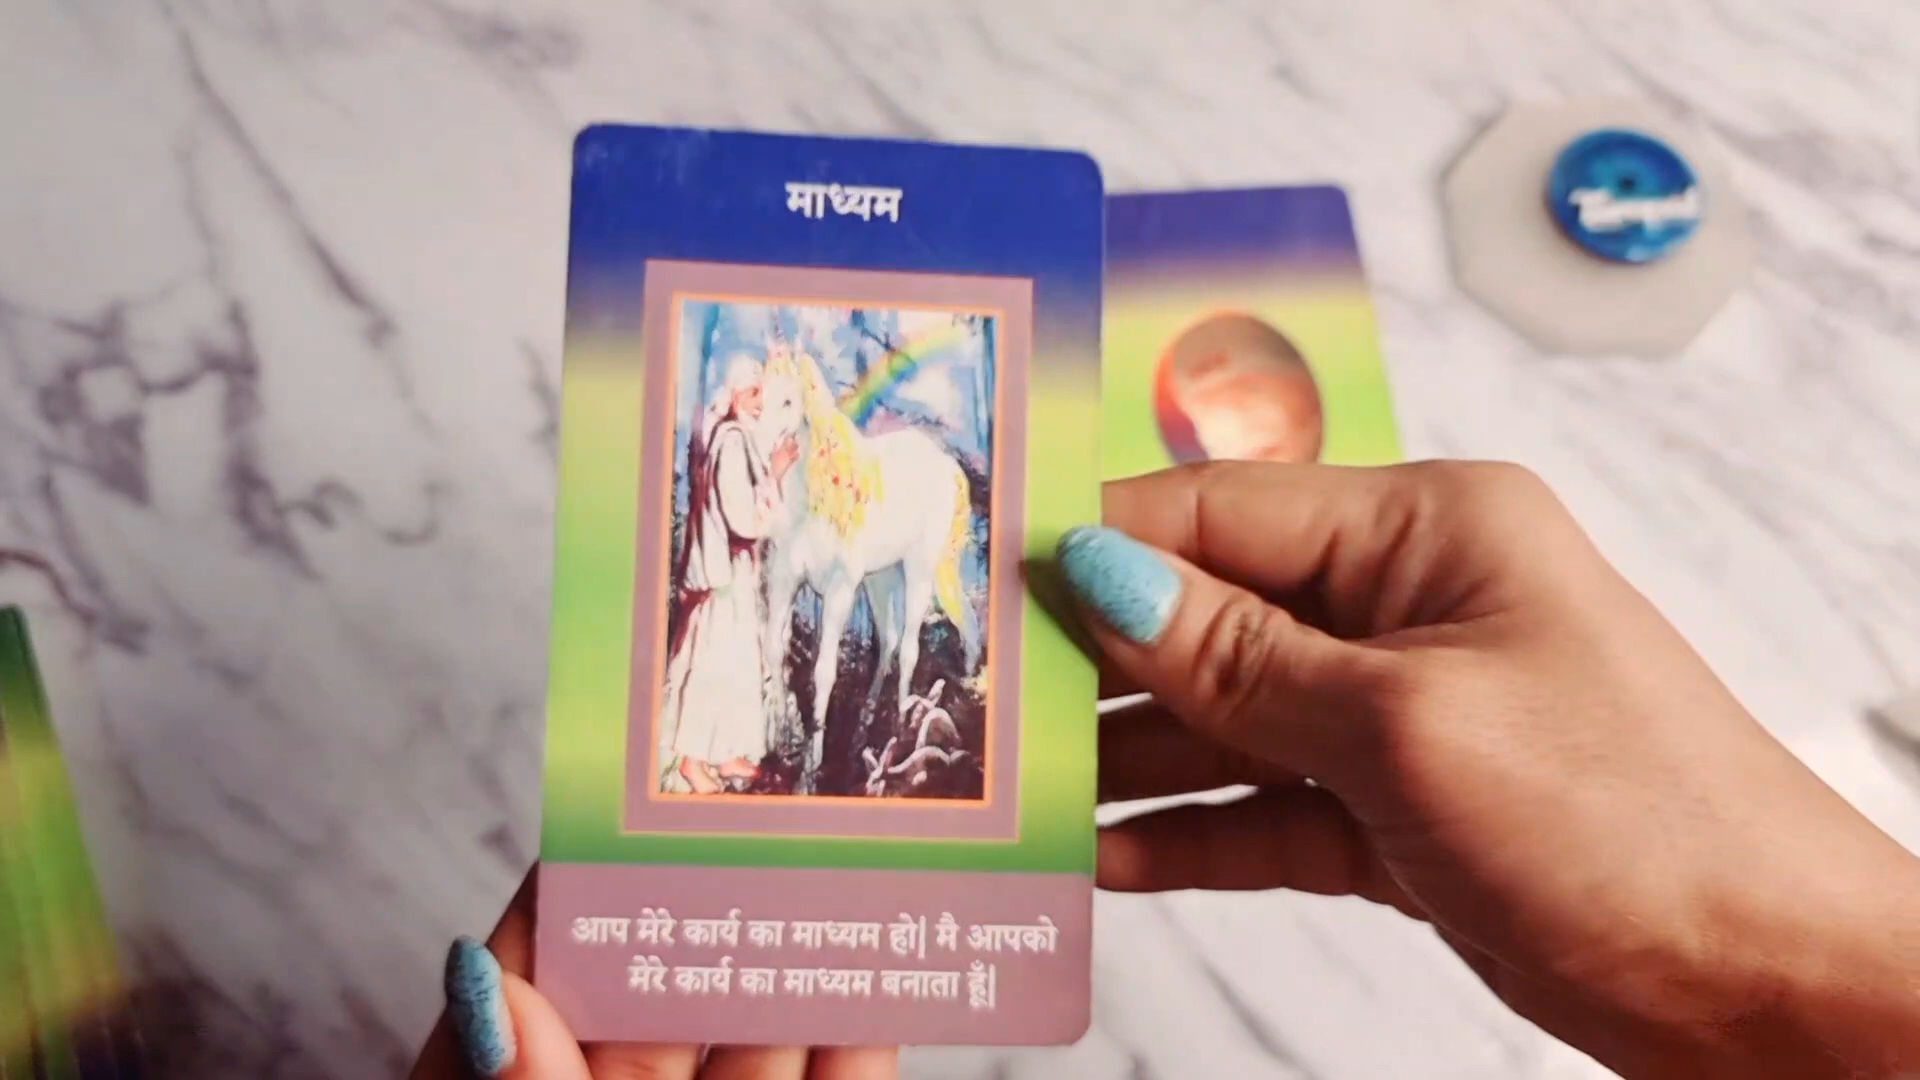 माध्यम
आप मेरे कार्य का माध्यम हो| मै आपको
मेरे कार्य का माध्यम बनाता हूँ|